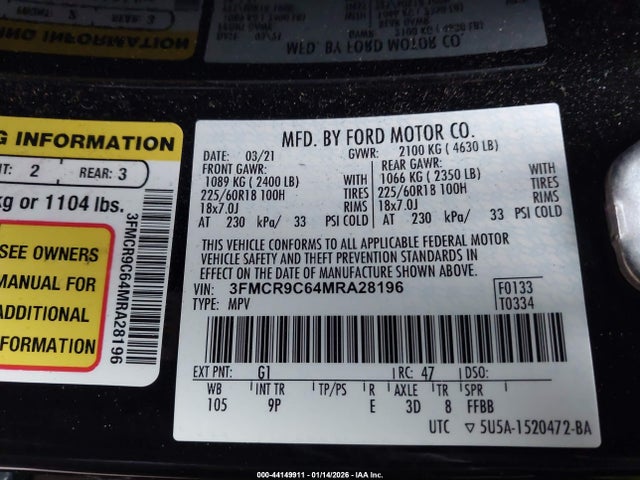 G INFORMATION
NT: 2 REAR: 3
kg or 1104 lbs.
SEE OWNERS
MANUAL FOR
ADDITIONAL
INFORMATION
3FMCR9C64MRA28196
MFD. BY FORD MOTOR CO.
DATE: 03/21 GVWR: 2100 KG ( 4630 LB)
FRONT GAWR: REAR GAWR:
1089 KG ( 2400 LB) WITH 1066 KG ( 2350 LB) WITH
225/60R18 100H TIRES 225/60R18 100H TIRES
18x7.0J RIMS 18x7.0J RIMS
AT 230 kPa/ 33 PSI COLD AT 230 kPa/ 33 PSI COLD
THIS VEHICLE CONFORMS TO ALL APPLICABLE FEDERAL MOTOR
VEHICLE SAFETY AND THEFT PREVENTION STANDARDS IN
EFFECT ON THE DATE OF MANUFACTURE SHOWN ABOVE.
VIN: 3FMCR9C64MRA28196 F0133
TYPE: MPV T0334
EXT PNT: G1 RC: 47 DSO:
WB INT TR TP/PS R AXLE TR SPR
105 9P E 3D 8 FFBB
UTC ▽ 5U5A-1520472-BA
000-44149911 - 01/14/2026 - IAA Inc.